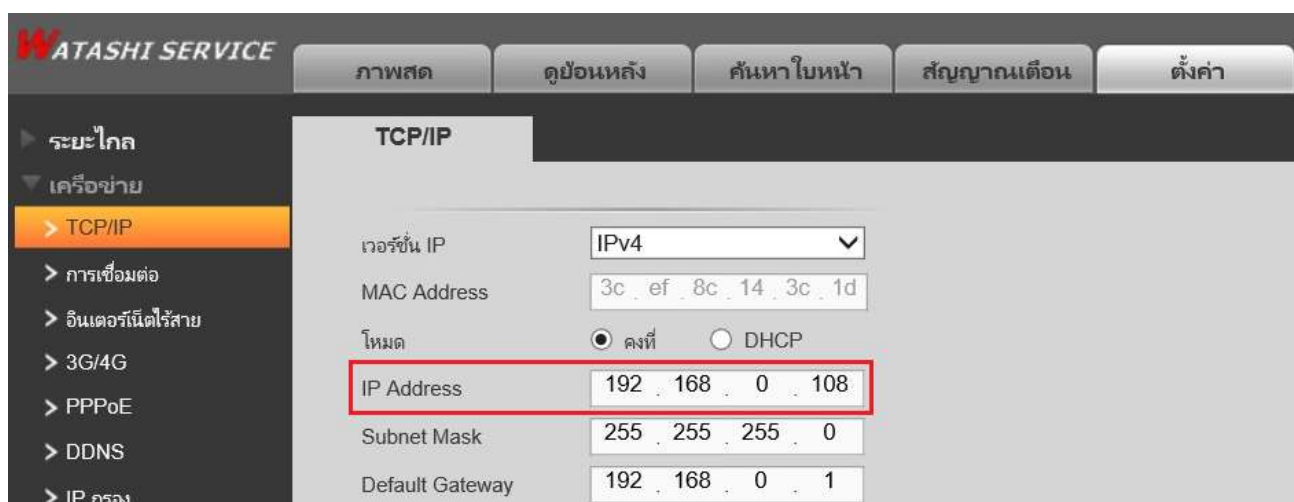 WATASHI SERVICE
ภาพสด
ดูย้อนหลัง
ค้นหาใบหน้า
สัญญาณเตือน
ตั้งค่า
ระยะไกล
เครือข่าย
TCP/IP
การเชื่อมต่อ
อินเตอร์เน็ตไร้สาย
3G/4G
PPPoE
DDNS
IP กรอง
TCP/IP
เวอร์ชั่น IP IPv4
MAC Address 3c . ef . 8c . 14 . 3c . 1d
โหมด คงที่ DHCP
IP Address 192 . 168 . 0 . 108
Subnet Mask 255 . 255 . 255 . 0
Default Gateway 192 . 168 . 0 . 1